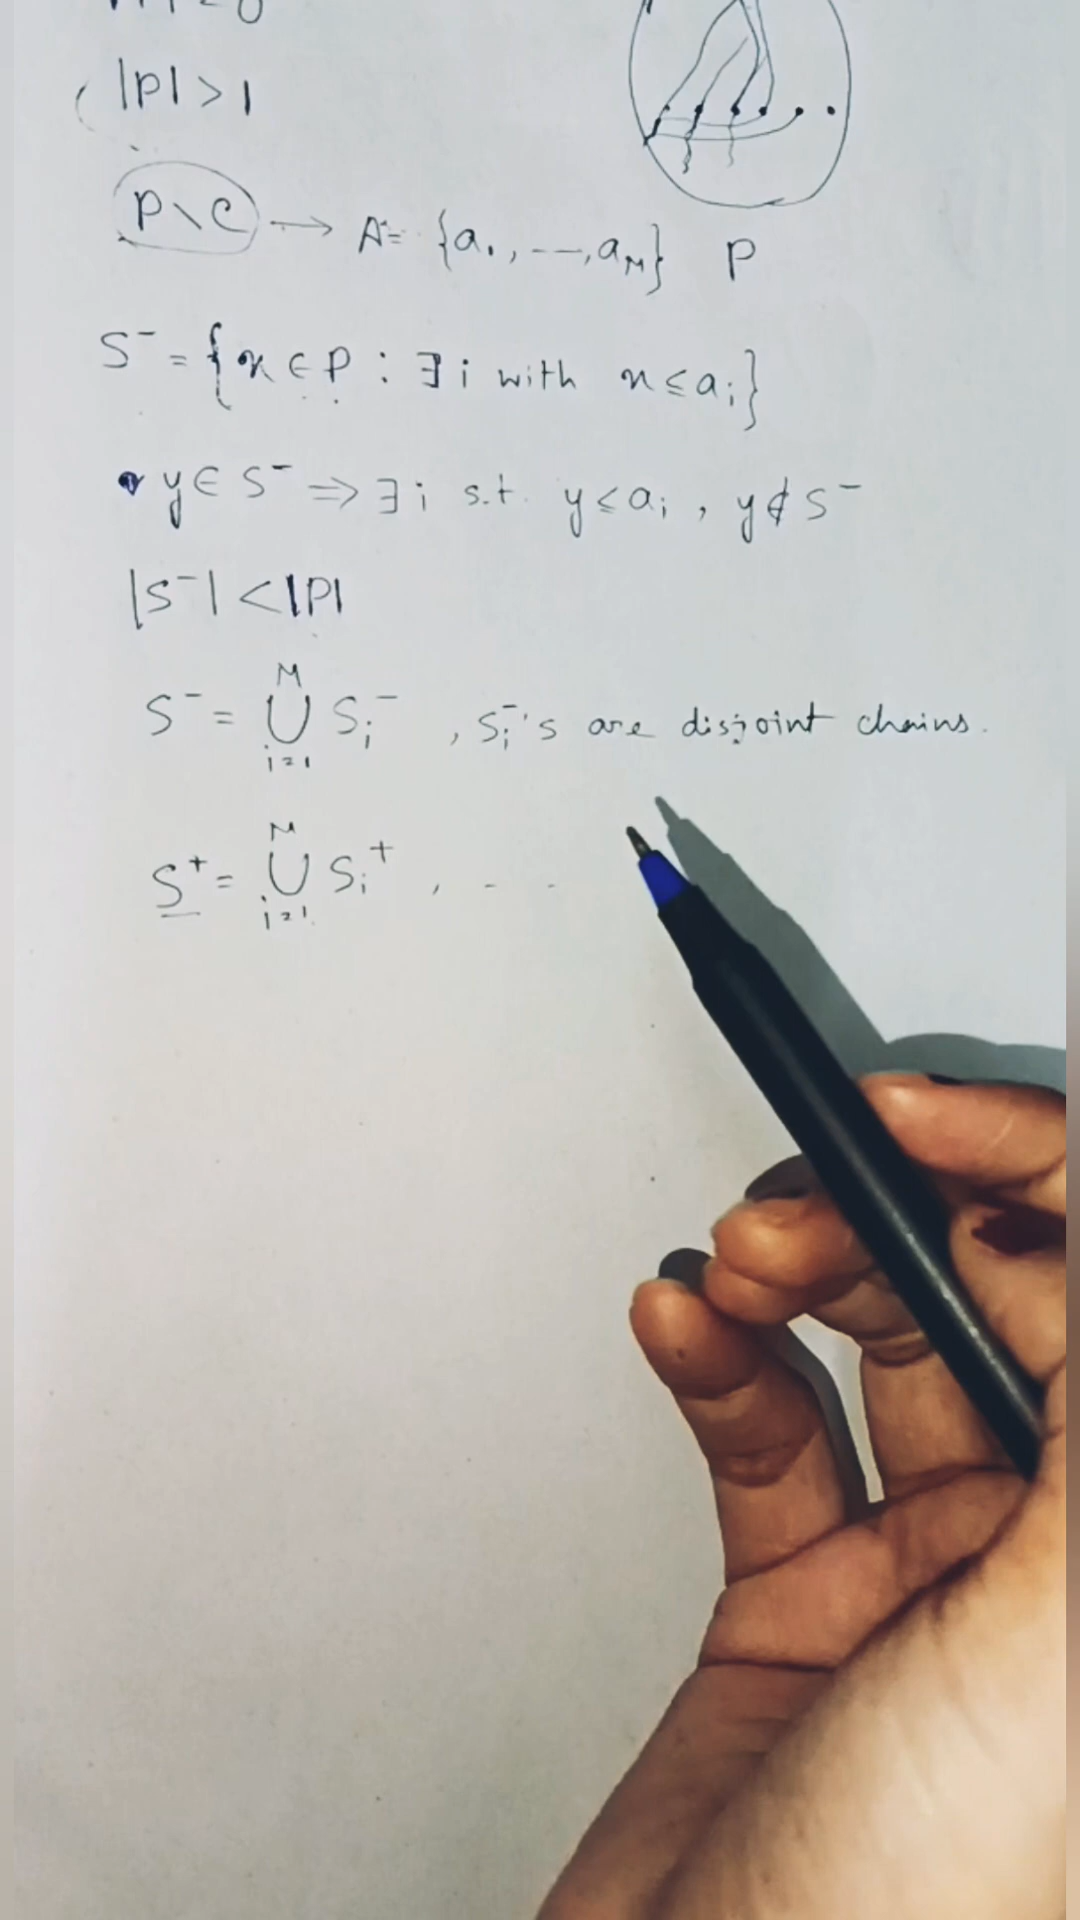 |P| > 1
P\C → A = {a₁, ---, a_M} P
S⁻ = {x ∈ P : ∃ i with x ≤ aᵢ}
• y ∈ S⁻ ⇒ ∃ i s.t. y ≤ aᵢ , y ∉ S⁻
|S⁻| < |P|
S⁻ = ⋃_{i=1}^{M} Sᵢ⁻ , Sᵢ⁻'s are disjoint chains.
S⁺ = ⋃_{i=1}^{M} Sᵢ⁺ , - -